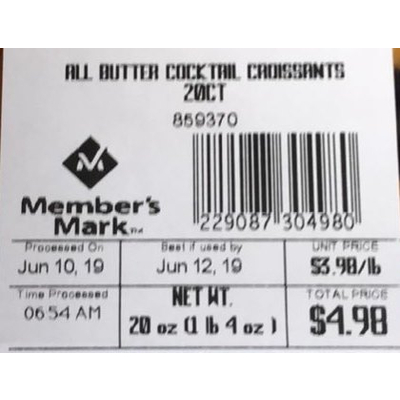 ALL BUTTER COCKTAIL CROISSANTS
20CT
859370
Member's
Mark™
229087 304980
Processed On
Best if used by
UNIT PRICE
Jun 10, 19
Jun 12, 19
$3.98/lb
Time Processed
NET WT.
TOTAL PRICE
06:54 AM
20 oz (1 lb 4 oz )
$4.98